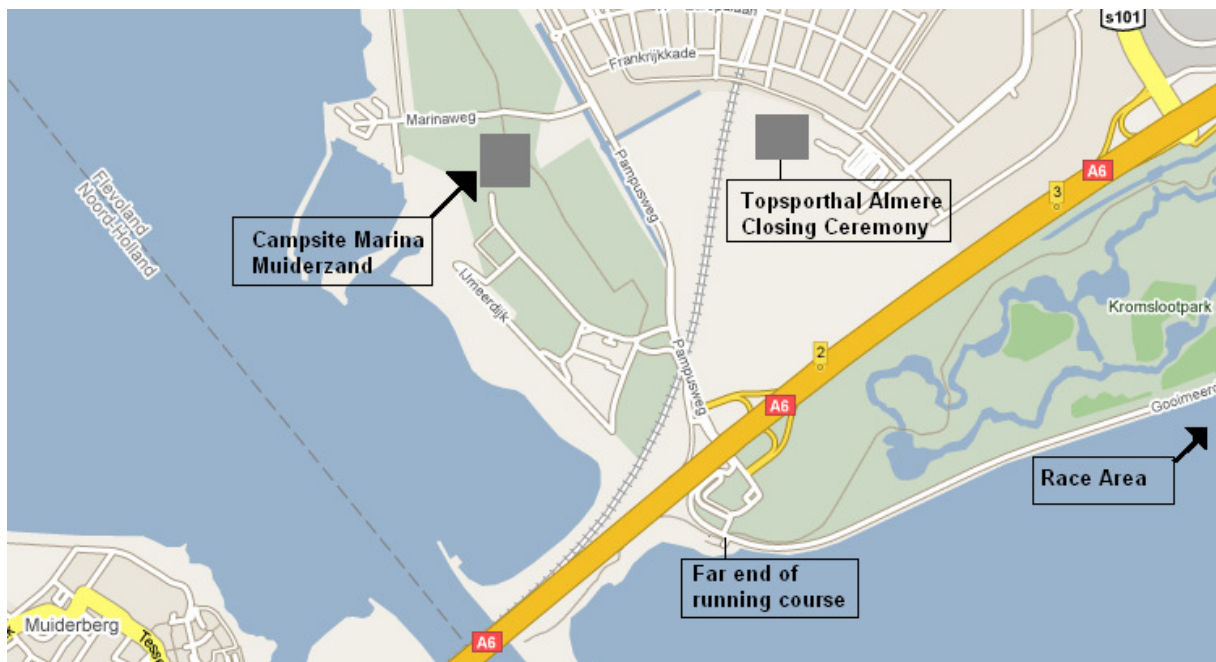 s101
Frankrijkkade
Marinaweg
Pampusweg
A6
3
Flevoland
Noord-Holland
Topsporthal Almere
Closing Ceremony
Campsite Marina
Muiderzand
IJmeerdijk
Kromslootpark
Pampusweg
2
A6
Race Area
Far end of
running course
Muiderberg
A6